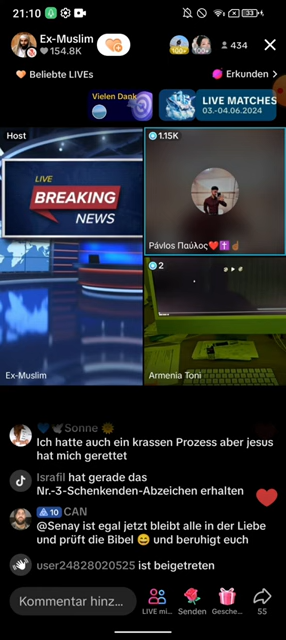 21:10
Ex-Muslim
154.8K
100+
100+
434
Beliebte LIVEs
Erkunden
Vielen Dank
LIVE MATCHES
03.-04.06.2024
Host
LIVE
BREAKING
NEWS
Ex-Muslim
1.15K
Pávlos Παύλος❤️✝️☝🏾
2
Armenia Toni
💙🕊Sonne 🌞
Ich hatte auch ein krassen Prozess aber jesus
hat mich gerettet
Israfil hat gerade das
Nr.-3-Schenkenden-Abzeichen erhalten
10 CAN
@Senay ist egal jetzt bleibt alle in der Liebe
und prüft die Bibel 😄 und beruhigt euch
user24828020525 ist beigetreten
Kommentar hinz...
LIVE mi...
Senden
Gesche...
55